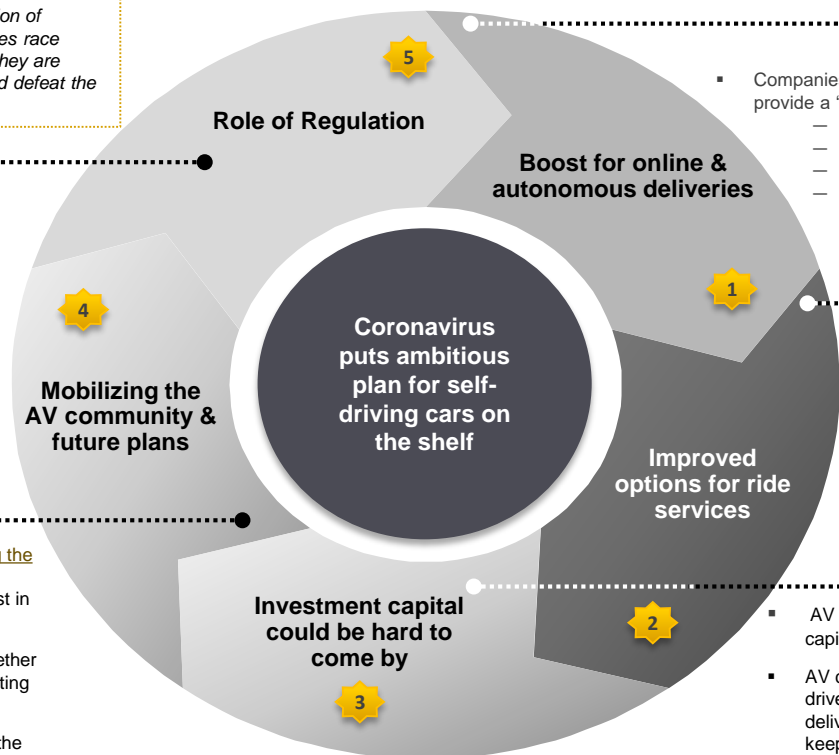 ion of
es race
hey are
d defeat the
5
Role of Regulation
Companie
provide a "
—
—
—
—
Boost for online &
autonomous deliveries
1
4
Coronavirus
puts ambitious
plan for self-
driving cars on
the shelf
Mobilizing the
AV community &
future plans
Improved
options for ride
services
g the
st in
ether
ting
the
Investment capital
could be hard to
come by
2
3
AV
capi
AV c
drive
deliv
keep